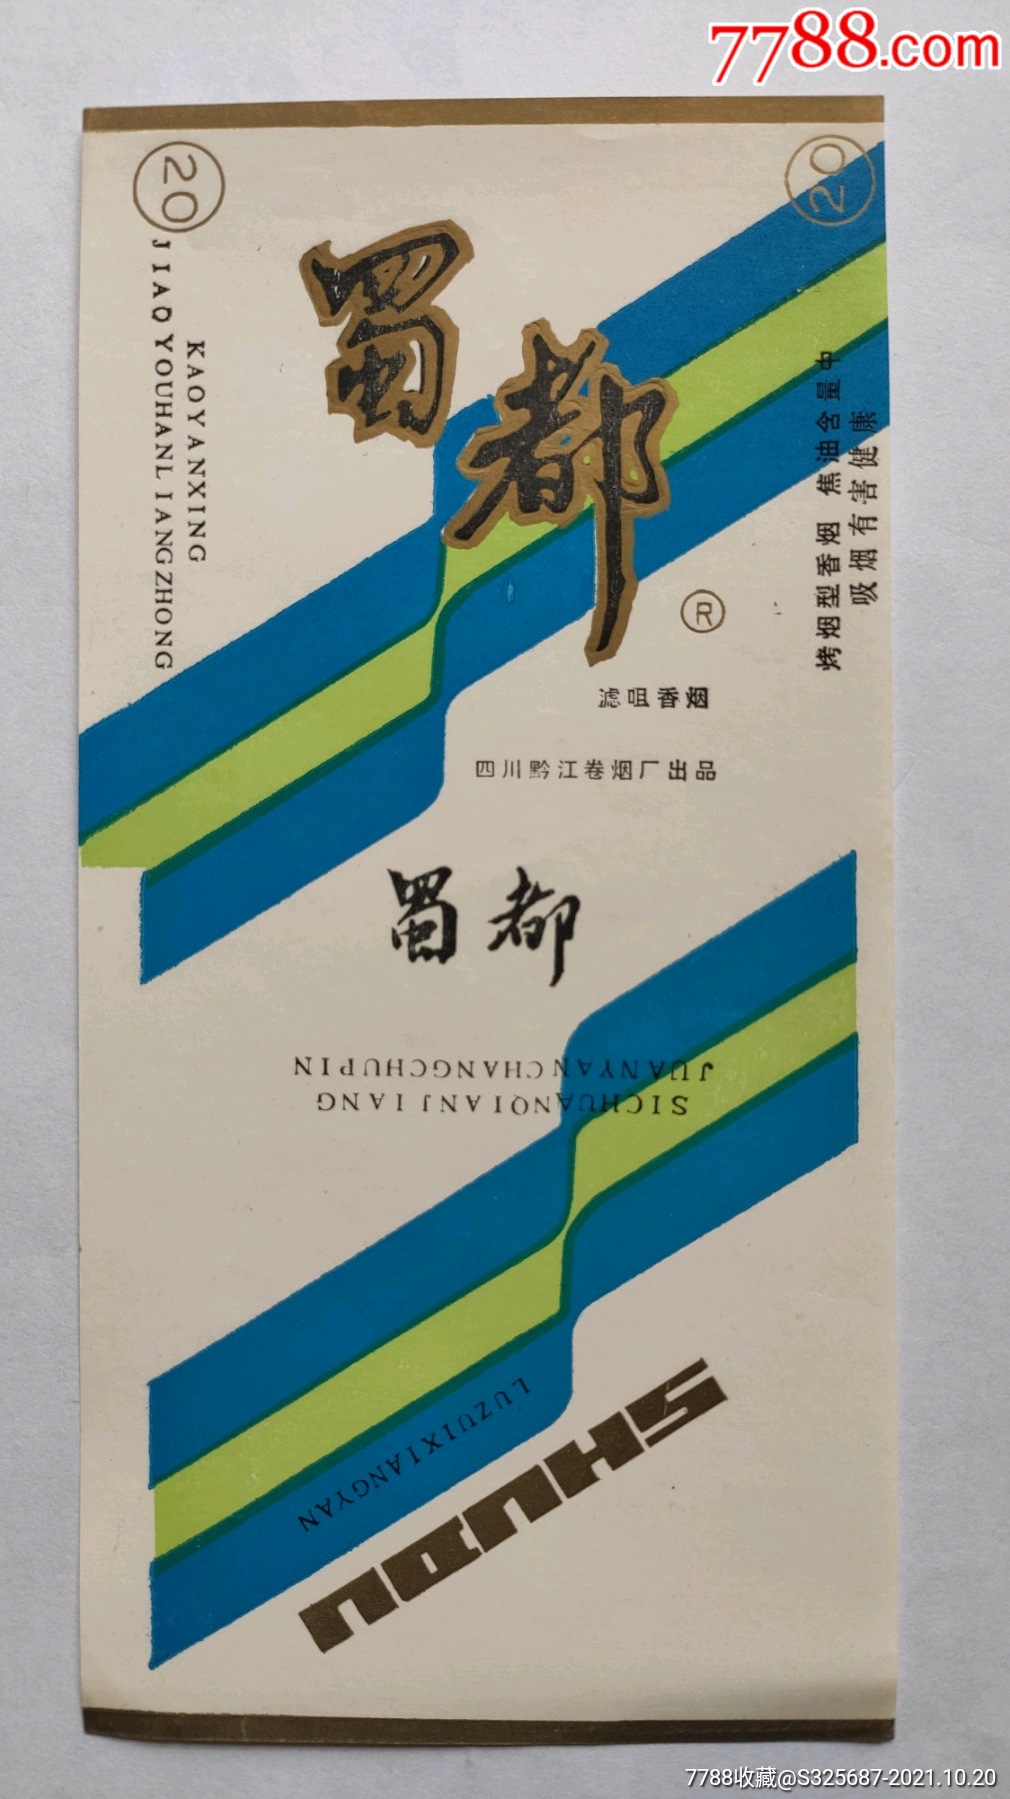 7788.com
20
20
JIAOYOUHANLIANGZHONG
KAOYANXING
蜀都
®
烤烟型香烟 焦油含量中
吸烟有害健康
滤咀香烟
四川黔江卷烟厂出品
蜀都
SICHUANQIANJIANG
JUANYANCHANGCHUPIN
LUZUIXIANGYAN
SHUDU
7788收藏@S325687-2021.10.20